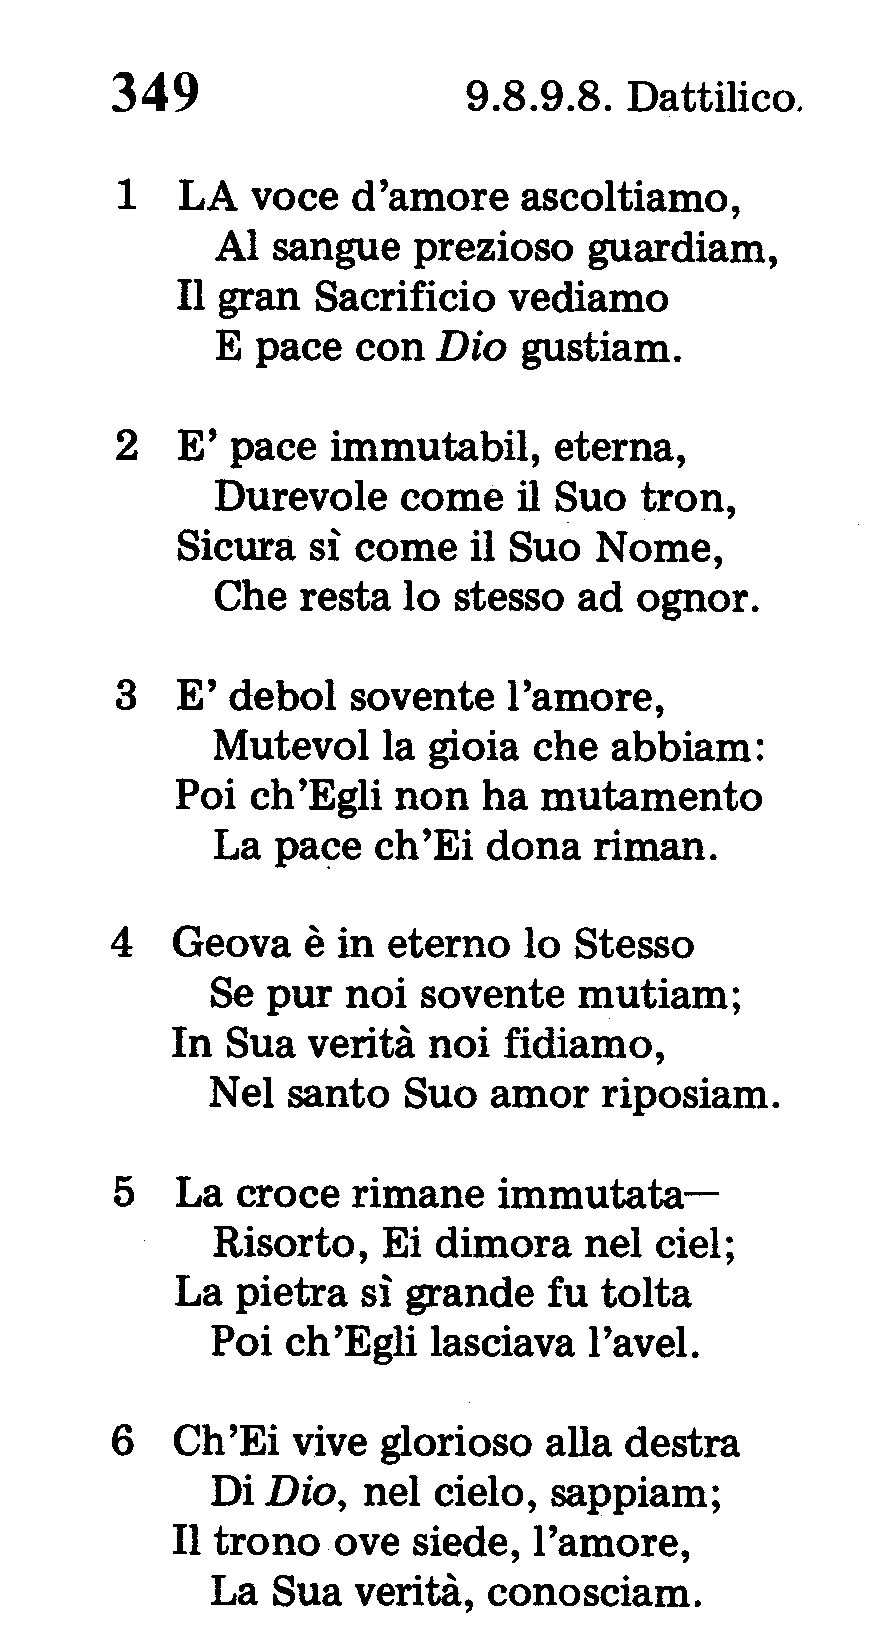 349 9.8.9.8. Dattilico.
1 LA voce d’amore ascoltiamo,
Al sangue prezioso guardiam,
Il gran Sacrificio vediamo
E pace con Dio gustiam.
2 E’ pace immutabil, eterna,
Durevole come il Suo tron,
Sicura sì come il Suo Nome,
Che resta lo stesso ad ognor.
3 E’ debol sovente l’amore,
Mutevol la gioia che abbiam:
Poi ch’Egli non ha mutamento
La pace ch’Ei dona riman.
4 Geova è in eterno lo Stesso
Se pur noi sovente mutiam;
In Sua verità noi fidiamo,
Nel santo Suo amor riposiam.
5 La croce rimane immutata—
Risorto, Ei dimora nel ciel;
La pietra sì grande fu tolta
Poi ch’Egli lasciava l’avel.
6 Ch’Ei vive glorioso alla destra
Di Dio, nel cielo, sappiam;
Il trono ove siede, l’amore,
La Sua verità, conosciam.